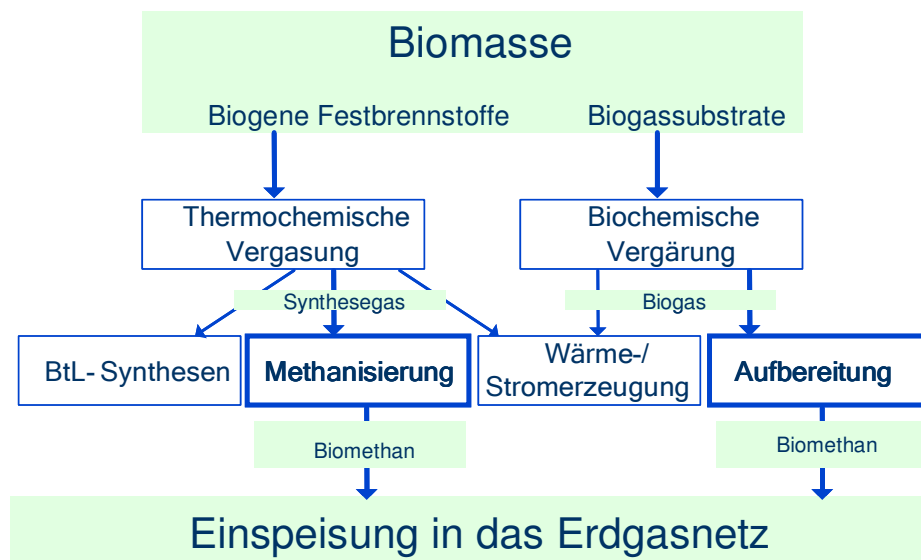 Biomasse
Biogene Festbrennstoffe
Biogassubstrate
Thermochemische
Vergasung
Biochemische
Vergärung
Synthesegas
Biogas
BtL- Synthesen
Methanisierung
Wärme-/
Stromerzeugung
Aufbereitung
Biomethan
Biomethan
Einspeisung in das Erdgasnetz